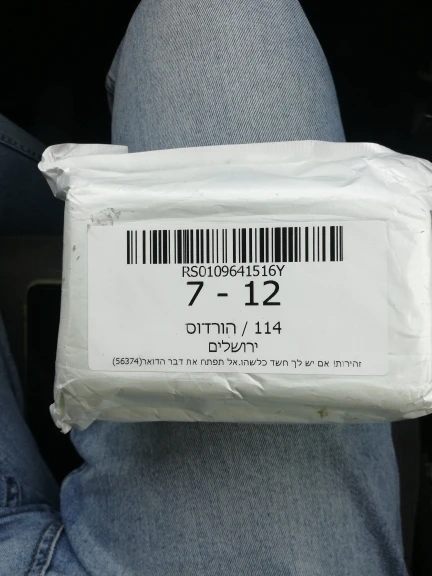 RS0109641516Y
7 - 12
114 / הורדוס
ירושלים
זהירות! אם יש לך חשד כלשהו,אל תפתח את דבר הדואר(56374)